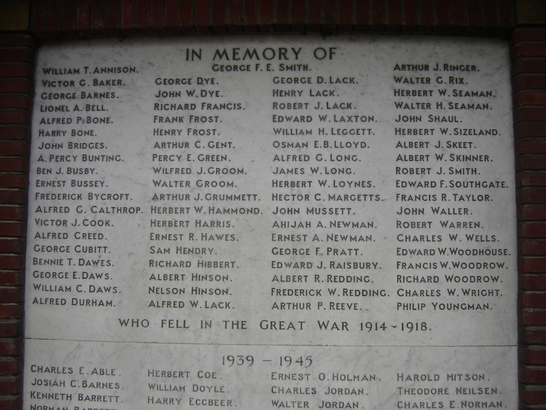 IN MEMORY OF
WILLIAM T. ANNISON. GEORGE F. E. SMITH. ARTHUR J. RINGER.
VICTOR G. BAKER. GEORGE DYE. GEORGE D. LACK. WALTER G. RIX.
GEORGE BARNES. JOHN W. DYE. HENRY LACK. HERBERT W. SEAMAN.
LIONEL A. BELL. RICHARD FRANCIS. ROBERT J. LACK. WALTER H. SEAMAN.
ALFRED P. BONE. FRANK FROST. EDWARD W. LAXTON. JOHN SHAUL.
HARRY BONE. HENRY FROST. WILLIAM H. LEGGETT. HERBERT W. SIZELAND.
JOHN BRIDGES. ARTHUR C. GENT. OSMAN E.B. LLOYD. ALBERT J. SKEET.
A. PERCY BUNTING. PERCY E. GREEN. ALFRED G. LONG. ALBERT W. SKINNER.
BEN J. BUSBY. WILFRED J. GROOM. JAMES W. LONG. ROBERT J. SMITH.
ERNEST BUSSEY. WALTER GROOM. HERBERT W. LOYNES. EDWARD F. SOUTHGATE.
FREDERICK BYCROFT. ARTHUR J. GRUMMETT. HECTOR C. MARGETTS. FRANCIS R. TAYLOR.
ALFRED G. CALTHROP. HERBERT W. HAMMOND. JOHN MUSSETT. JOHN WALLER.
VICTOR J. COOK. HERBERT HARRIS. AHIJAH A. NEWMAN. ROBERT WARREN.
ALFRED CREED. ERNEST R. HAWES. ERNEST A. NEWMAN. CHARLES W. WELLS.
GEORGE CUBITT. SAM HENDRY. GEORGE F. PRATT. EDWARD W. WOODHOUSE.
BENNIE T. DAWES. RICHARD HIBBERT. EDWARD J. RAISBURY. FRANCIS W. WOODROW.
GEORGE E. DAWS. ALBERT HINSON. ALBERT R. REDDING. RICHARD WOODROW.
WILLIAM C. DAWS. NELSON HINSON. FREDERICK W. REDDING. CHARLES W. WRIGHT.
ALFRED DURHAM. ALFRED W. LACK. ARTHUR P. REEVE. PHILIP YOUNGMAN.
WHO FELL IN THE GREAT WAR 1914 ~ 1918.
1939 – 1945
CHARLES E. ABLE. HERBERT COE. ERNEST O. HOLMAN. HAROLD MITSON.
JOSIAH C. BARNES. WILLIAM DOYLE. CHARLES JORDAN. THEODORE NEILSEN.
KENNETH BARRETT. HARRY ECCBEER. WALTER JORDAN. CHARLES E. NORMAN.
NORMAN